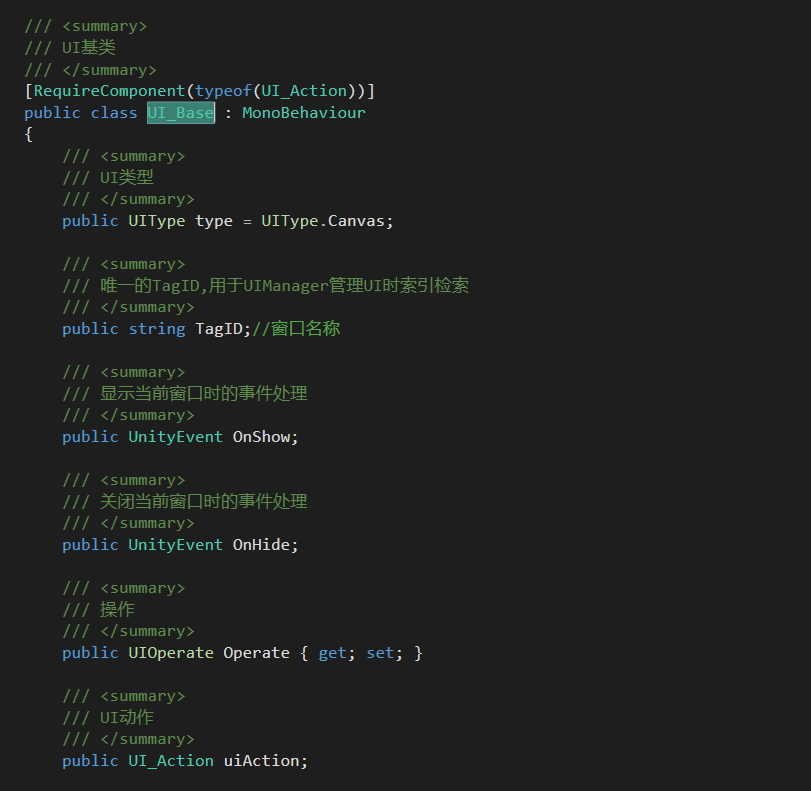 /// <summary>
/// UI基类
/// </summary>
[RequireComponent(typeof(UI_Action))]
public class UI_Base : MonoBehaviour
{
/// <summary>
/// UI类型
/// </summary>
public UIType type = UIType.Canvas;
/// <summary>
/// 唯一的TagID,用于UIManager管理UI时索引检索
/// </summary>
public string TagID;//窗口名称
/// <summary>
/// 显示当前窗口时的事件处理
/// </summary>
public UnityEvent OnShow;
/// <summary>
/// 关闭当前窗口时的事件处理
/// </summary>
public UnityEvent OnHide;
/// <summary>
/// 操作
/// </summary>
public UIOperate Operate { get; set; }
/// <summary>
/// UI动作
/// </summary>
public UI_Action uiAction;